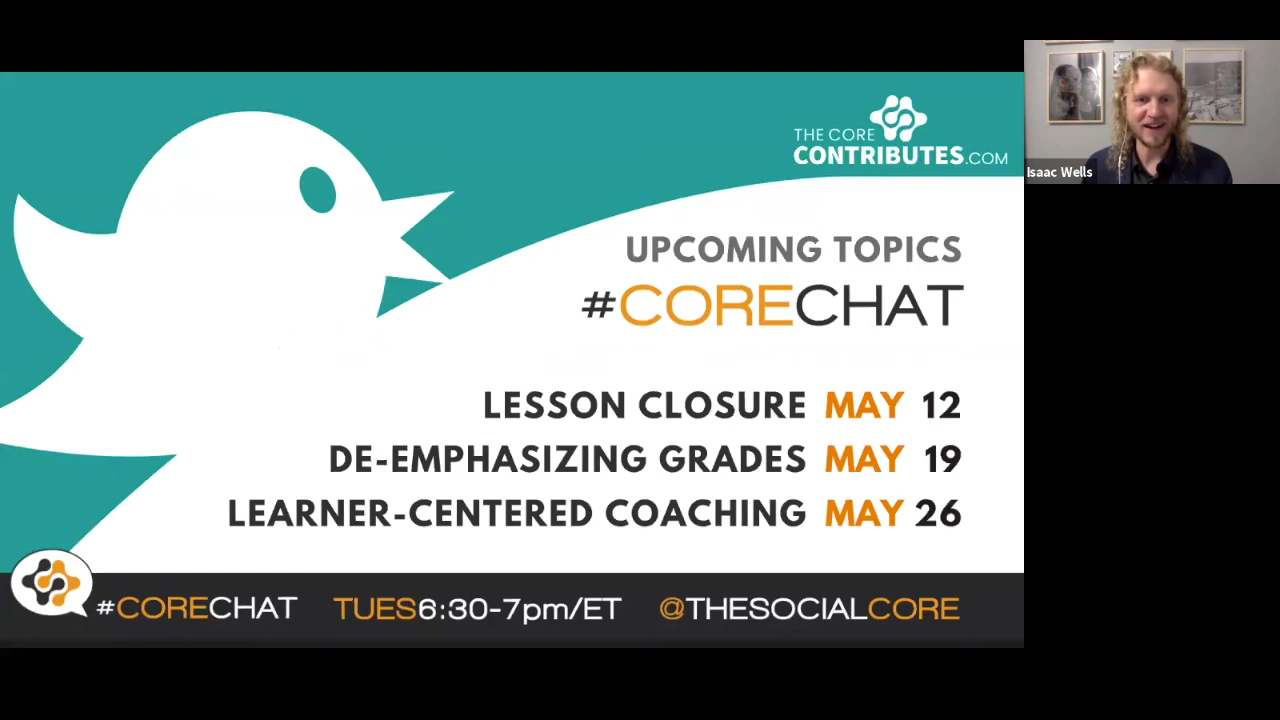 THE CORE
CONTRIBUTES.COM
Isaac Wells
UPCOMING TOPICS
#CORECHAT
LESSON CLOSURE MAY 12
DE-EMPHASIZING GRADES MAY 19
LEARNER-CENTERED COACHING MAY 26
#CORECHAT TUES6:30-7pm/ET @THESOCIALCORE